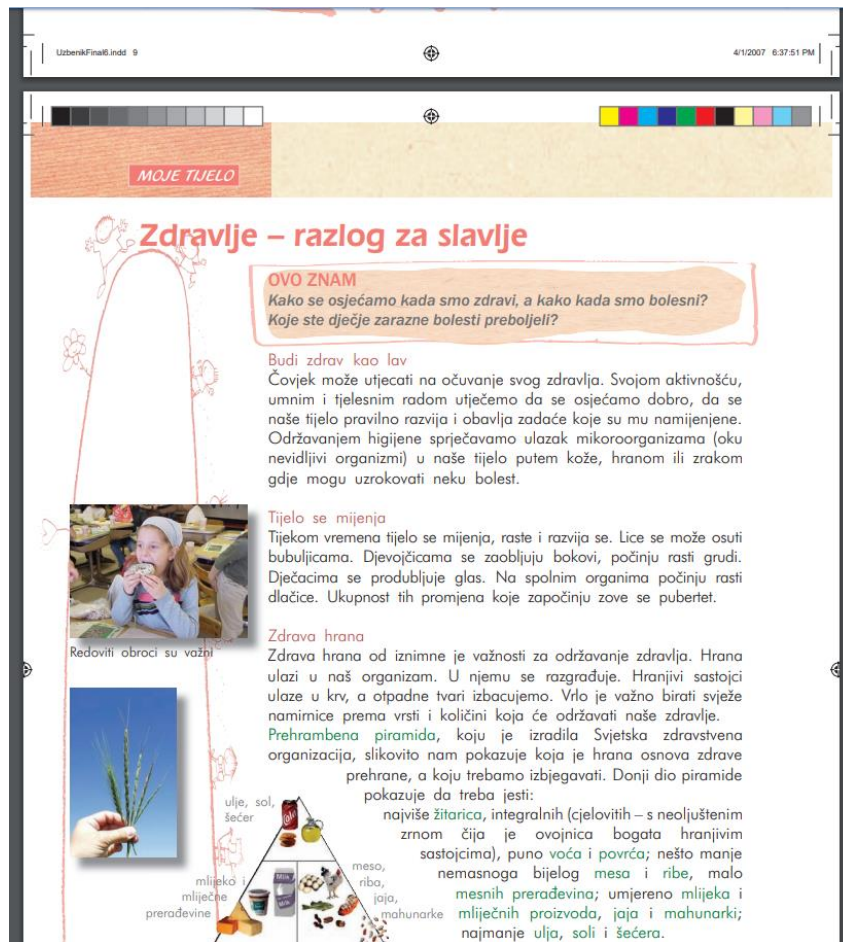 UzbenikFinal6.indd 9
4/1/2007 6:37:51 PM
MOJE TIJELO
Zdravlje – razlog za slavlje
OVO ZNAM
Kako se osjećamo kada smo zdravi, a kako kada smo bolesni?
Koje ste dječje zarazne bolesti preboljeli?
Budi zdrav kao lav
Čovjek može utjecati na očuvanje svog zdravlja. Svojom aktivnošću,
umnim i tjelesnim radom utječemo da se osjećamo dobro, da se
naše tijelo pravilno razvija i obavlja zadaće koje su mu namijenjene.
Održavanjem higijene sprječavamo ulazak mikroorganizama (oku
nevidljivi organizmi) u naše tijelo putem kože, hranom ili zrakom
gdje mogu uzrokovati neku bolest.
Tijelo se mijenja
Tijekom vremena tijelo se mijenja, raste i razvija se. Lice se može osuti
bubuljicama. Djevojčicama se zaobljuju bokovi, počinju rasti grudi.
Dječacima se produbljuje glas. Na spolnim organima počinju rasti
dlačice. Ukupnost tih promjena koje započinju zove se pubertet.
Redoviti obroci su važni
Zdrava hrana
Zdrava hrana od iznimne je važnosti za održavanje zdravlja. Hrana
ulazi u naš organizam. U njemu se razgrađuje. Hranjivi sastojci
ulaze u krv, a otpadne tvari izbacujemo. Vrlo je važno birati svježe
namirnice prema vrsti i količini koja će održavati naše zdravlje.
Prehrambena piramida, koju je izradila Svjetska zdravstvena
organizacija, slikovito nam pokazuje koja je hrana osnova zdrave
prehrane, a koju trebamo izbjegavati. Donji dio piramide
pokazuje da treba jesti:
najviše žitarica, integralnih (cjelovitih – s neoljuštenim
zrnom čija je ovojnica bogata hranjivim
sastojcima), puno voća i povrća; nešto manje
nemasnoga bijelog mesa i ribe, malo
mesnih prerađevina; umjereno mlijeka i
mliječnih proizvoda, jaja i mahunarki;
najmanje ulja, soli i šećera.
ulje, sol,
šećer
mlijeko i
mliječne
prerađevine
meso,
riba,
jaja,
mahunarke